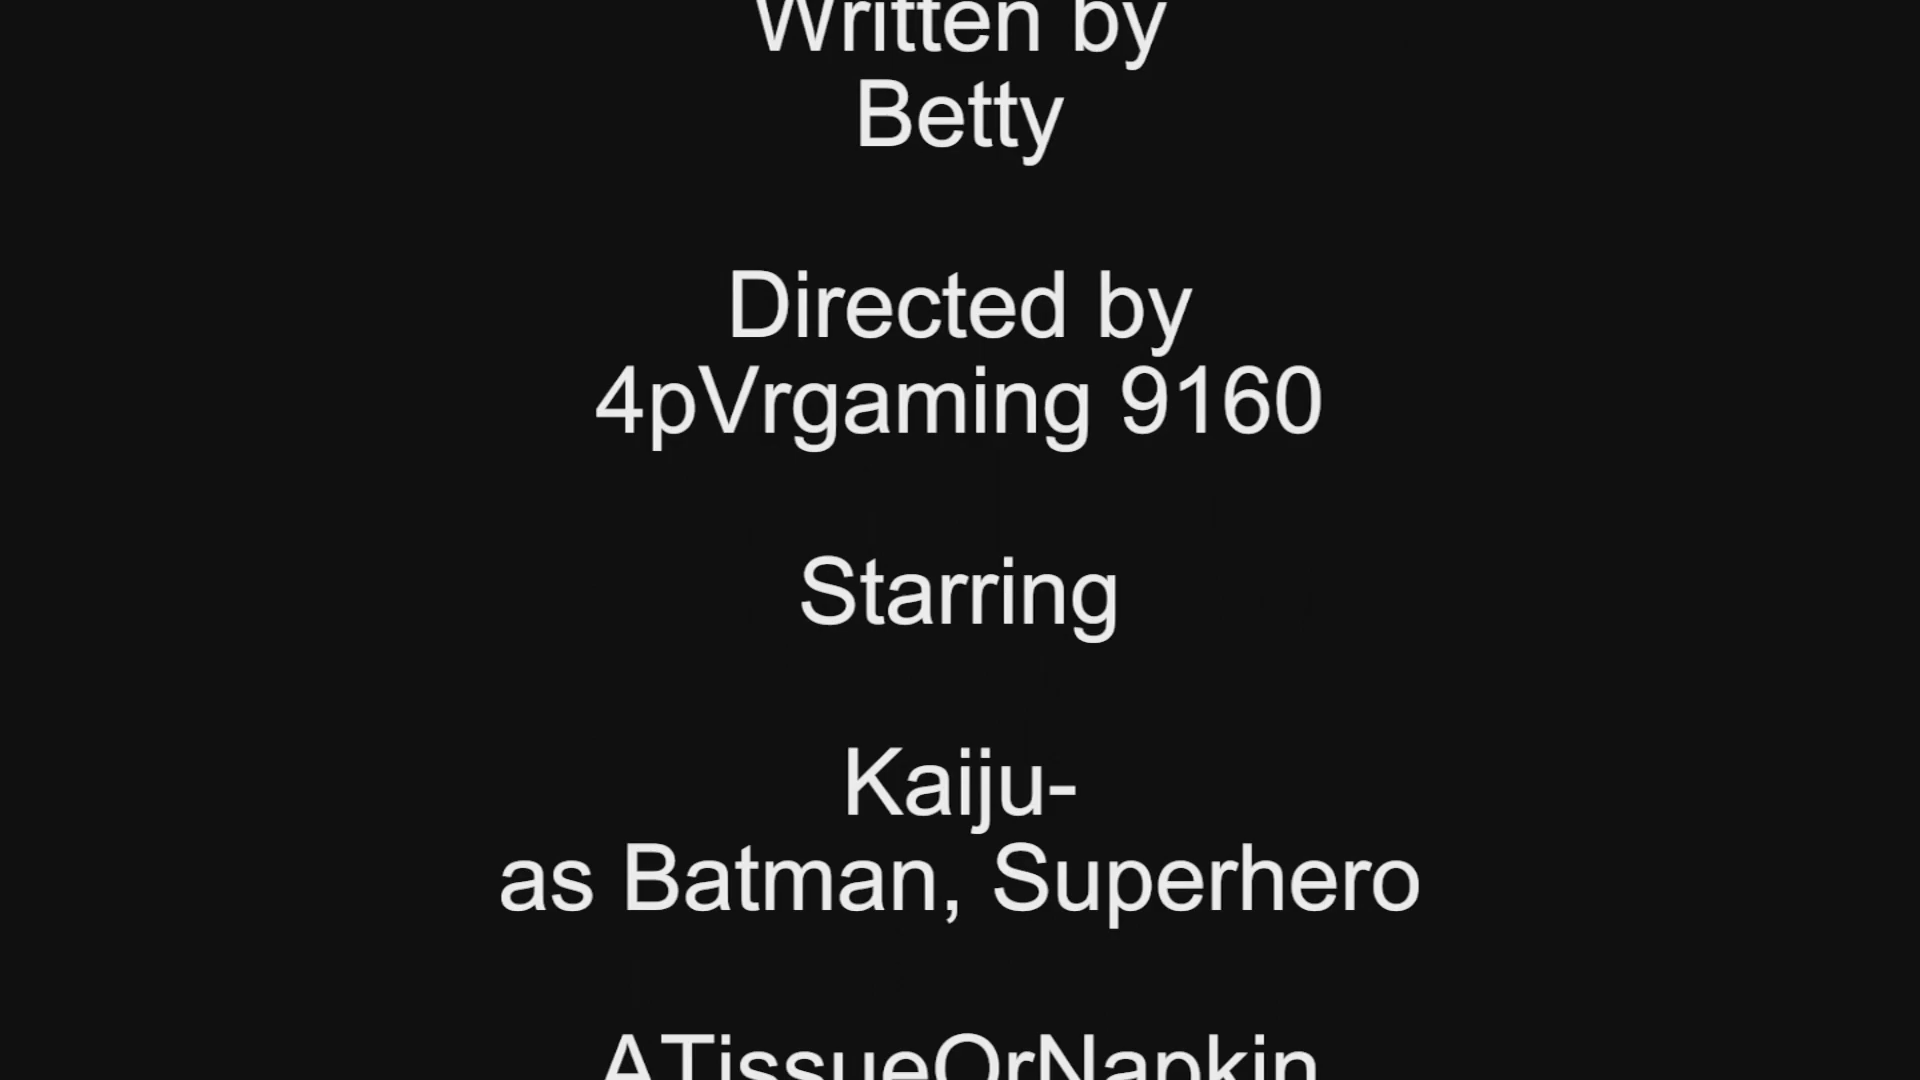 Written by
Betty
Directed by
4pVrgaming 9160
Starring
Kaiju-
as Batman, Superhero
ATissueOrNapkin